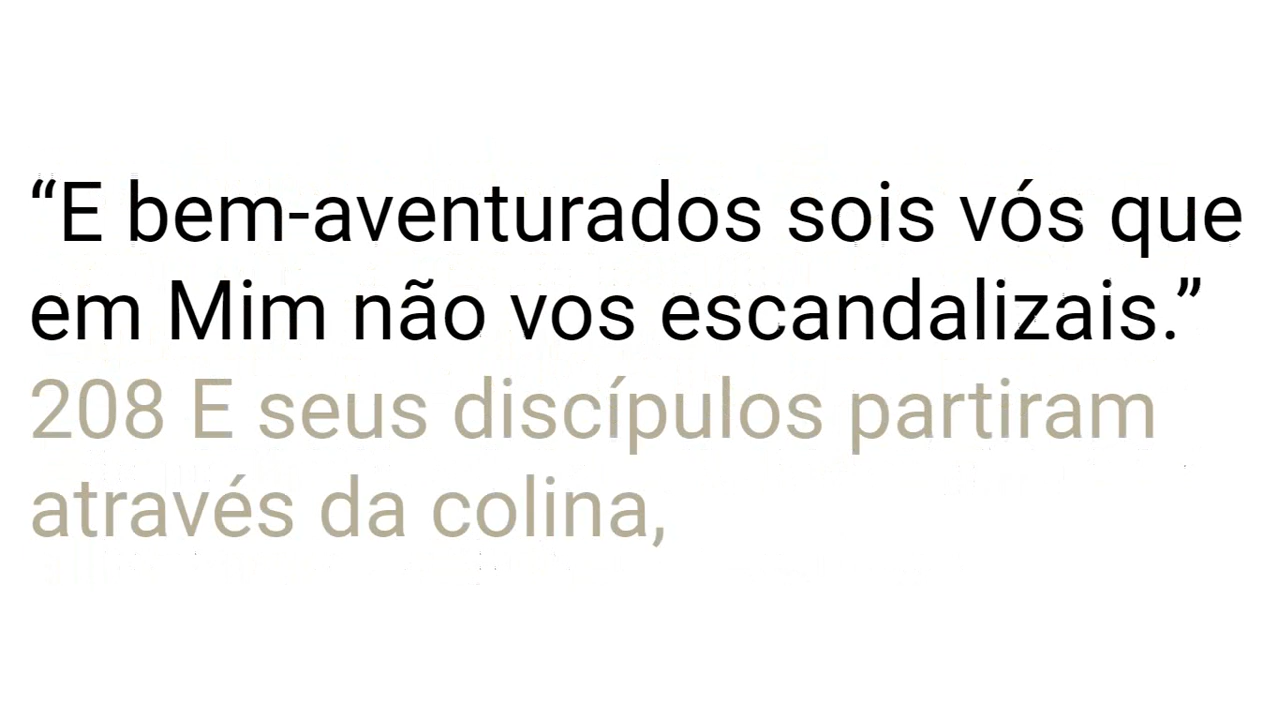 “E bem-aventurados sois vós que
em Mim não vos escandalizais.”
208 E seus discípulos partiram
através da colina,